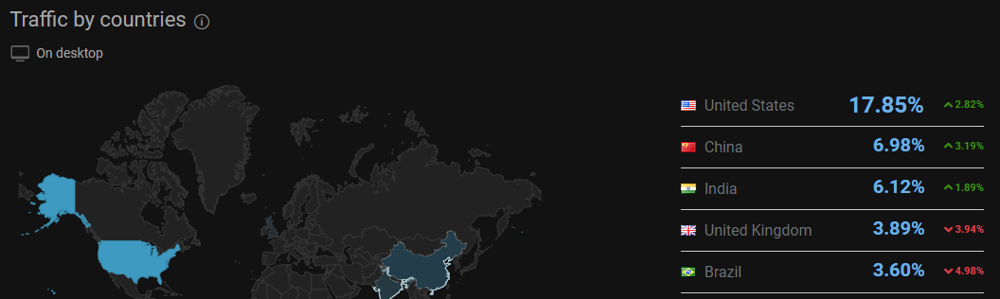 Traffic by countries
On desktop
United States 17.85% 2.82%
China 6.98% 3.19%
India 6.12% 1.89%
United Kingdom 3.89% 3.94%
Brazil 3.60% 4.98%